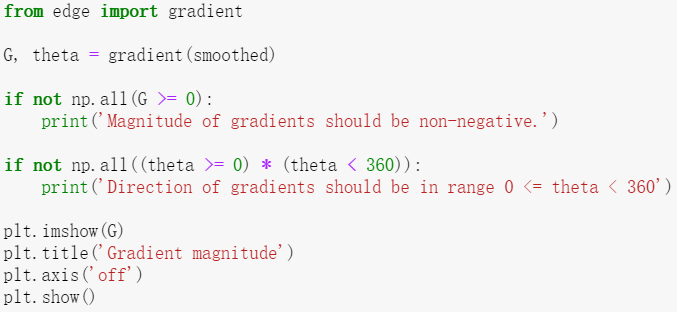 from edge import gradient
G, theta = gradient(smoothed)
if not np.all(G >= 0):
    print('Magnitude of gradients should be non-negative.')
if not np.all((theta >= 0) * (theta < 360)):
    print('Direction of gradients should be in range 0 <= theta < 360')
plt.imshow(G)
plt.title('Gradient magnitude')
plt.axis('off')
plt.show()